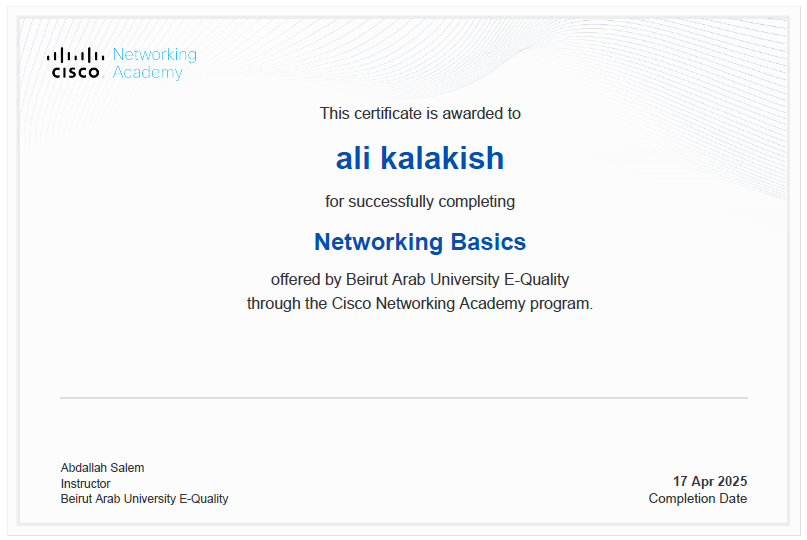 CISCO
Networking
Academy
This certificate is awarded to
ali kalakish
for successfully completing
Networking Basics
offered by Beirut Arab University E-Quality
through the Cisco Networking Academy program.
Abdallah Salem
Instructor
Beirut Arab University E-Quality
17 Apr 2025
Completion Date